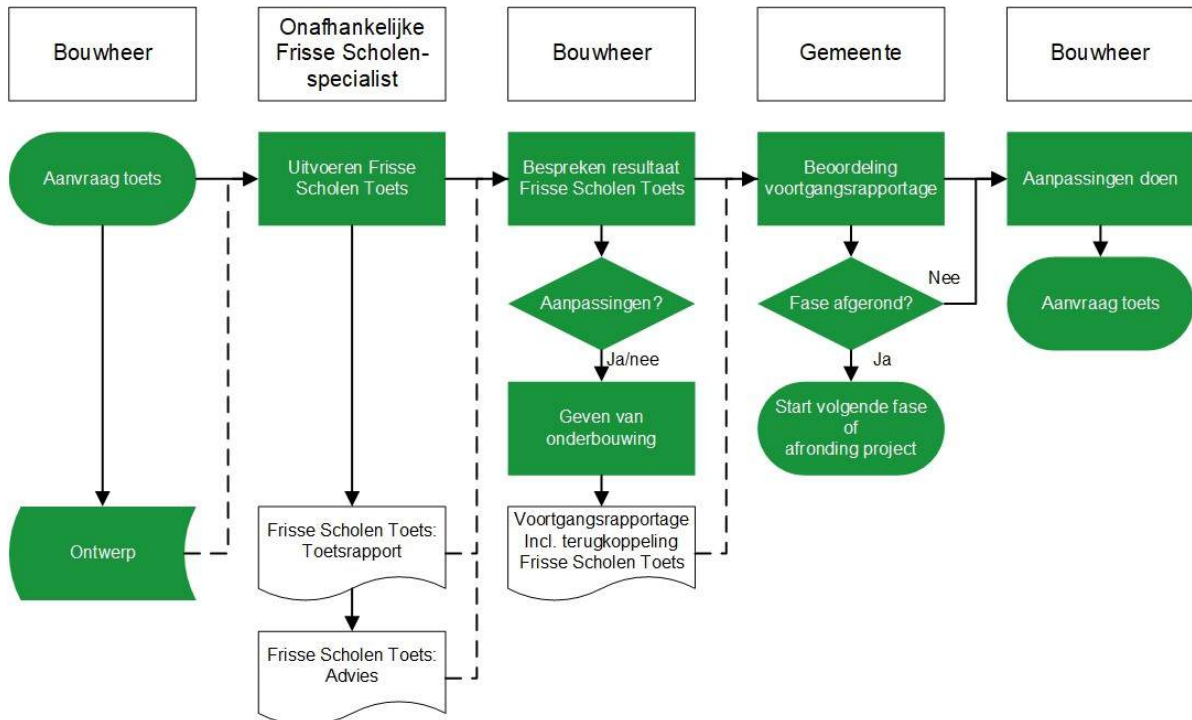 Bouwheer
Onafhankelijke
Frisse Scholen-
specialist
Bouwheer
Gemeente
Bouwheer
Aanvraag toets
Uitvoeren Frisse
Scholen Toets
Bespreken resultaat
Frisse Scholen Toets
Beoordeling
voortgangsrapportage
Aanpassingen doen
Aanpassingen?
Fase afgerond?
Nee
Aanvraag toets
Ja/nee
Ja
Geven van
onderbouwing
Start volgende fase
of
afronding project
Ontwerp
Frisse Scholen Toets:
Toetsrapport
Voortgangsrapportage
Incl. terugkoppeling
Frisse Scholen Toets
Frisse Scholen Toets:
Advies